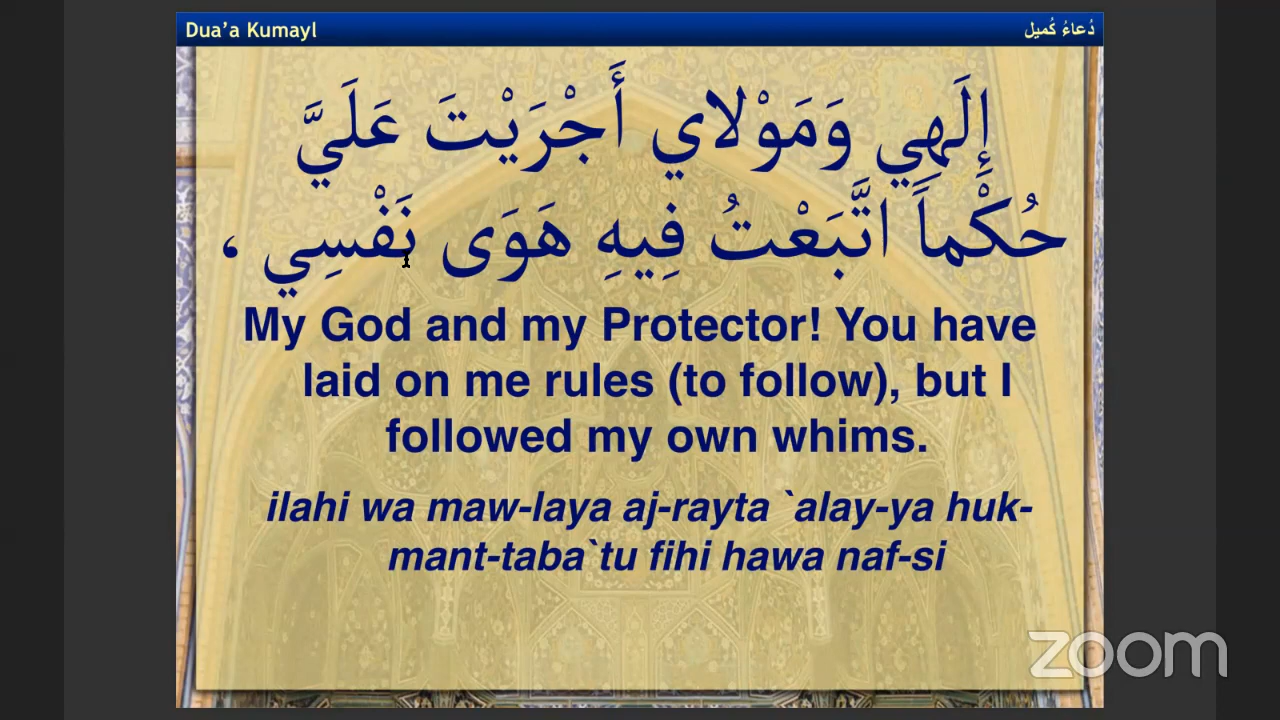 Dua’a Kumayl
دُعاءُ كُميل
إِلَهِي وَمَوْلاي أَجْرَيْتَ عَلَيَّ
حُكْماً اتَّبَعْتُ فِيهِ هَوَى نَفْسِي ،
My God and my Protector! You have
laid on me rules (to follow), but I
followed my own whims.
ilahi wa maw-laya aj-rayta `alay-ya huk-
mant-taba`tu fihi hawa naf-si
zoom